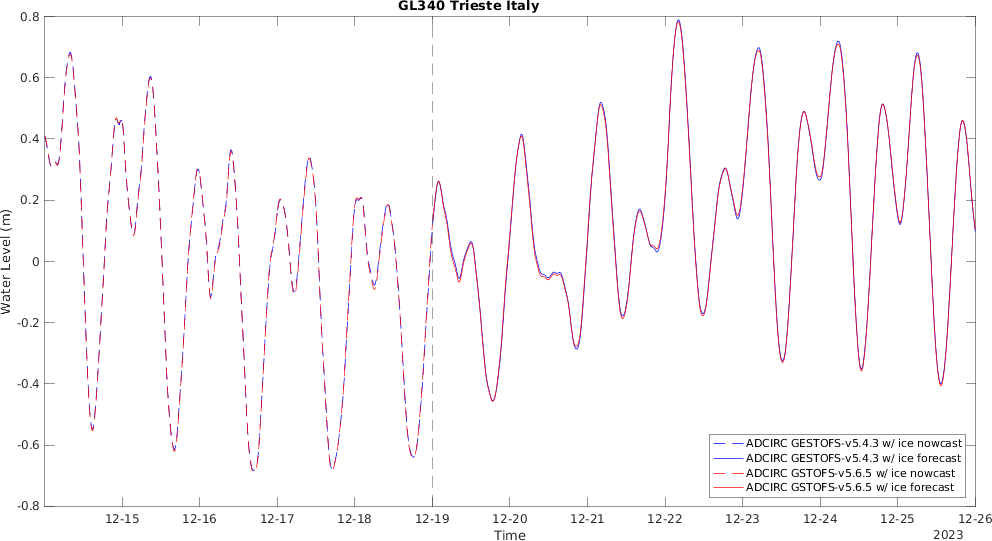 GL340 Trieste Italy
0.8
0.6
0.4
0.2
0
-0.2
-0.4
-0.6
-0.8
Water Level (m)
ADCIRC GESTOFS-v5.4.3 w/ ice nowcast
ADCIRC GESTOFS-v5.4.3 w/ ice forecast
ADCIRC GSTOFS-v5.6.5 w/ ice nowcast
ADCIRC GSTOFS-v5.6.5 w/ ice forecast
12-15 12-16 12-17 12-18 12-19 12-20 12-21 12-22 12-23 12-24 12-25 12-26
Time
2023